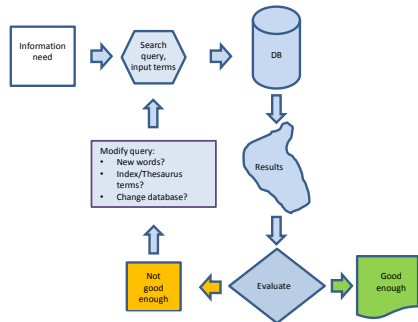 Information
need
Search
query,
input terms
DB
Modify query:
• New words?
• Index/Thesaurus
terms?
• Change database?
Results
Not
good
enough
Evaluate
Good
enough